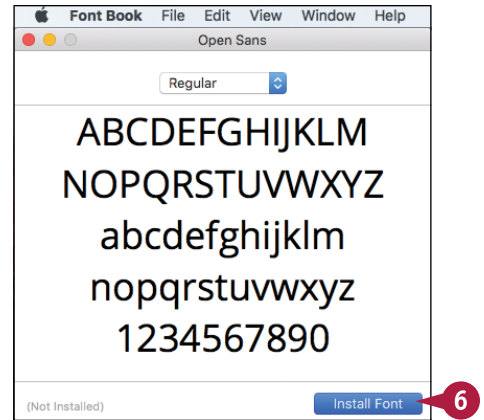 Font Book File Edit View Window Help
Open Sans
Regular
ABCDEFGHIJKLM
NOPQRSTUVWXYZ
abcdefghijklm
nopqrstuvwxyz
1234567890
(Not Installed) Install Font 6